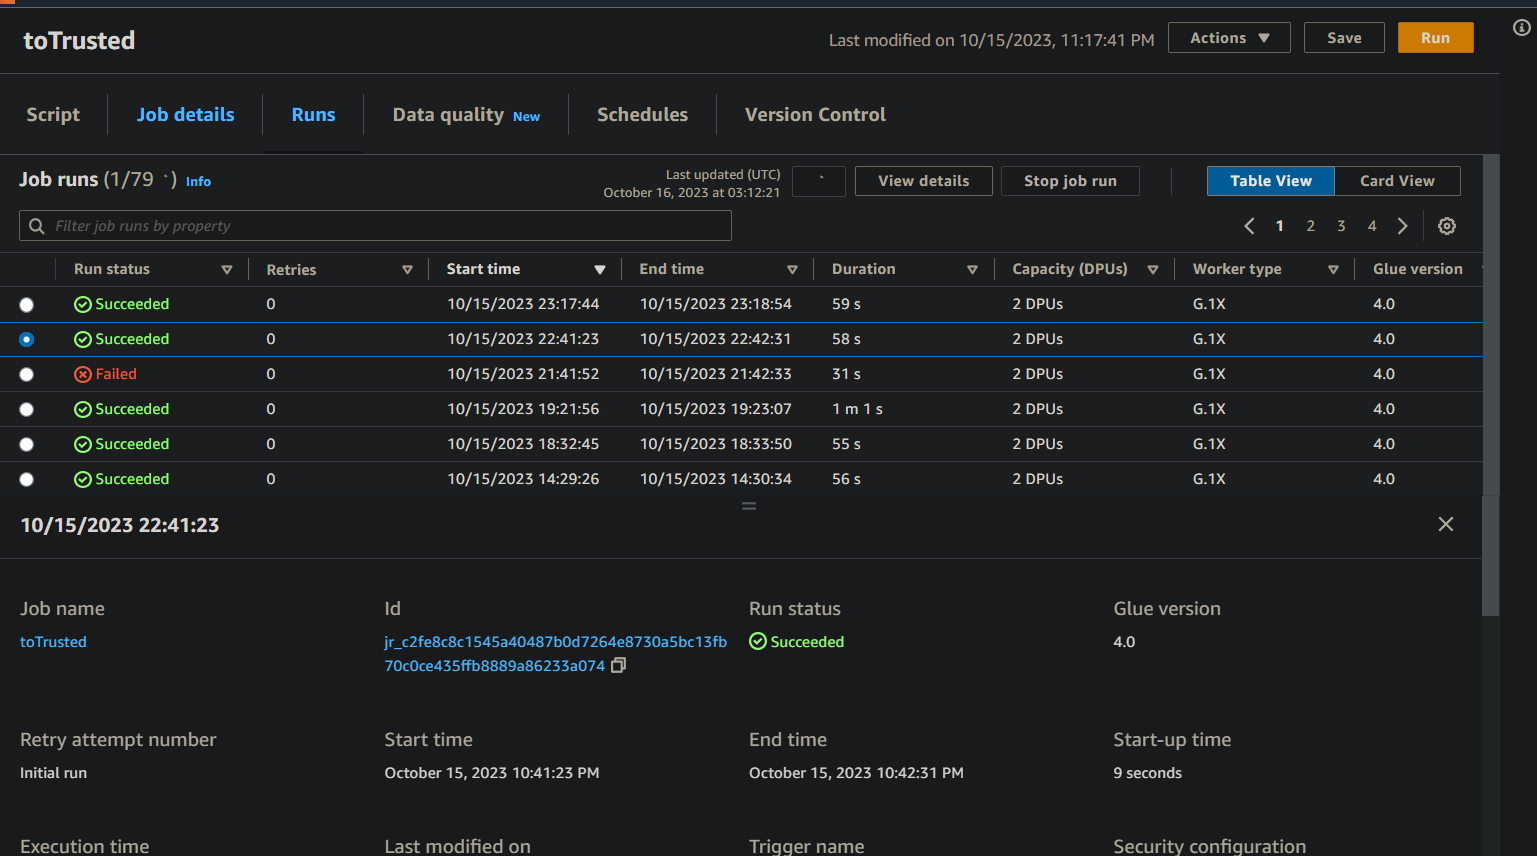 toTrusted
Last modified on 10/15/2023, 11:17:41 PM
Actions
Save
Run
Script
Job details
Runs
Data quality New
Schedules
Version Control
Job runs (1/79 ) Info
Last updated (UTC)
October 16, 2023 at 03:12:21
View details
Stop job run
Table View
Card View
Filter job runs by property
1 2 3 4
Run status Retries Start time End time Duration Capacity (DPUs) Worker type Glue version
Succeeded 0 10/15/2023 23:17:44 10/15/2023 23:18:54 59 s 2 DPUs G.1X 4.0
Succeeded 0 10/15/2023 22:41:23 10/15/2023 22:42:31 58 s 2 DPUs G.1X 4.0
Failed 0 10/15/2023 21:41:52 10/15/2023 21:42:33 31 s 2 DPUs G.1X 4.0
Succeeded 0 10/15/2023 19:21:56 10/15/2023 19:23:07 1 m 1 s 2 DPUs G.1X 4.0
Succeeded 0 10/15/2023 18:32:45 10/15/2023 18:33:50 55 s 2 DPUs G.1X 4.0
Succeeded 0 10/15/2023 14:29:26 10/15/2023 14:30:34 56 s 2 DPUs G.1X 4.0
10/15/2023 22:41:23
Job name
toTrusted
Id
jr_c2fe8c8c1545a40487b0d7264e8730a5bc13fb
70c0ce435ffb8889a86233a074
Run status
Succeeded
Glue version
4.0
Retry attempt number
Initial run
Start time
October 15, 2023 10:41:23 PM
End time
October 15, 2023 10:42:31 PM
Start-up time
9 seconds
Execution time
Last modified on
Trigger name
Security configuration